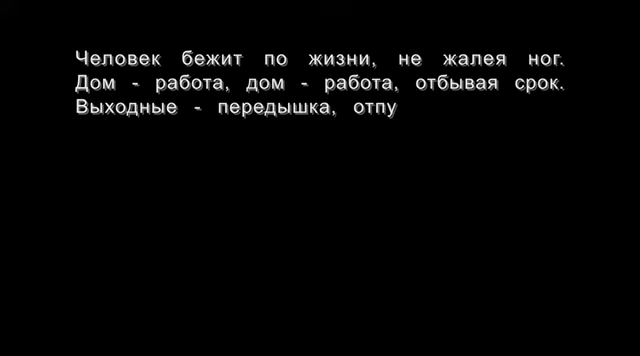 Человек бежит по жизни, не жалея ног.
Дом - работа, дом - работа, отбывая срок.
Выходные - передышка, отпу